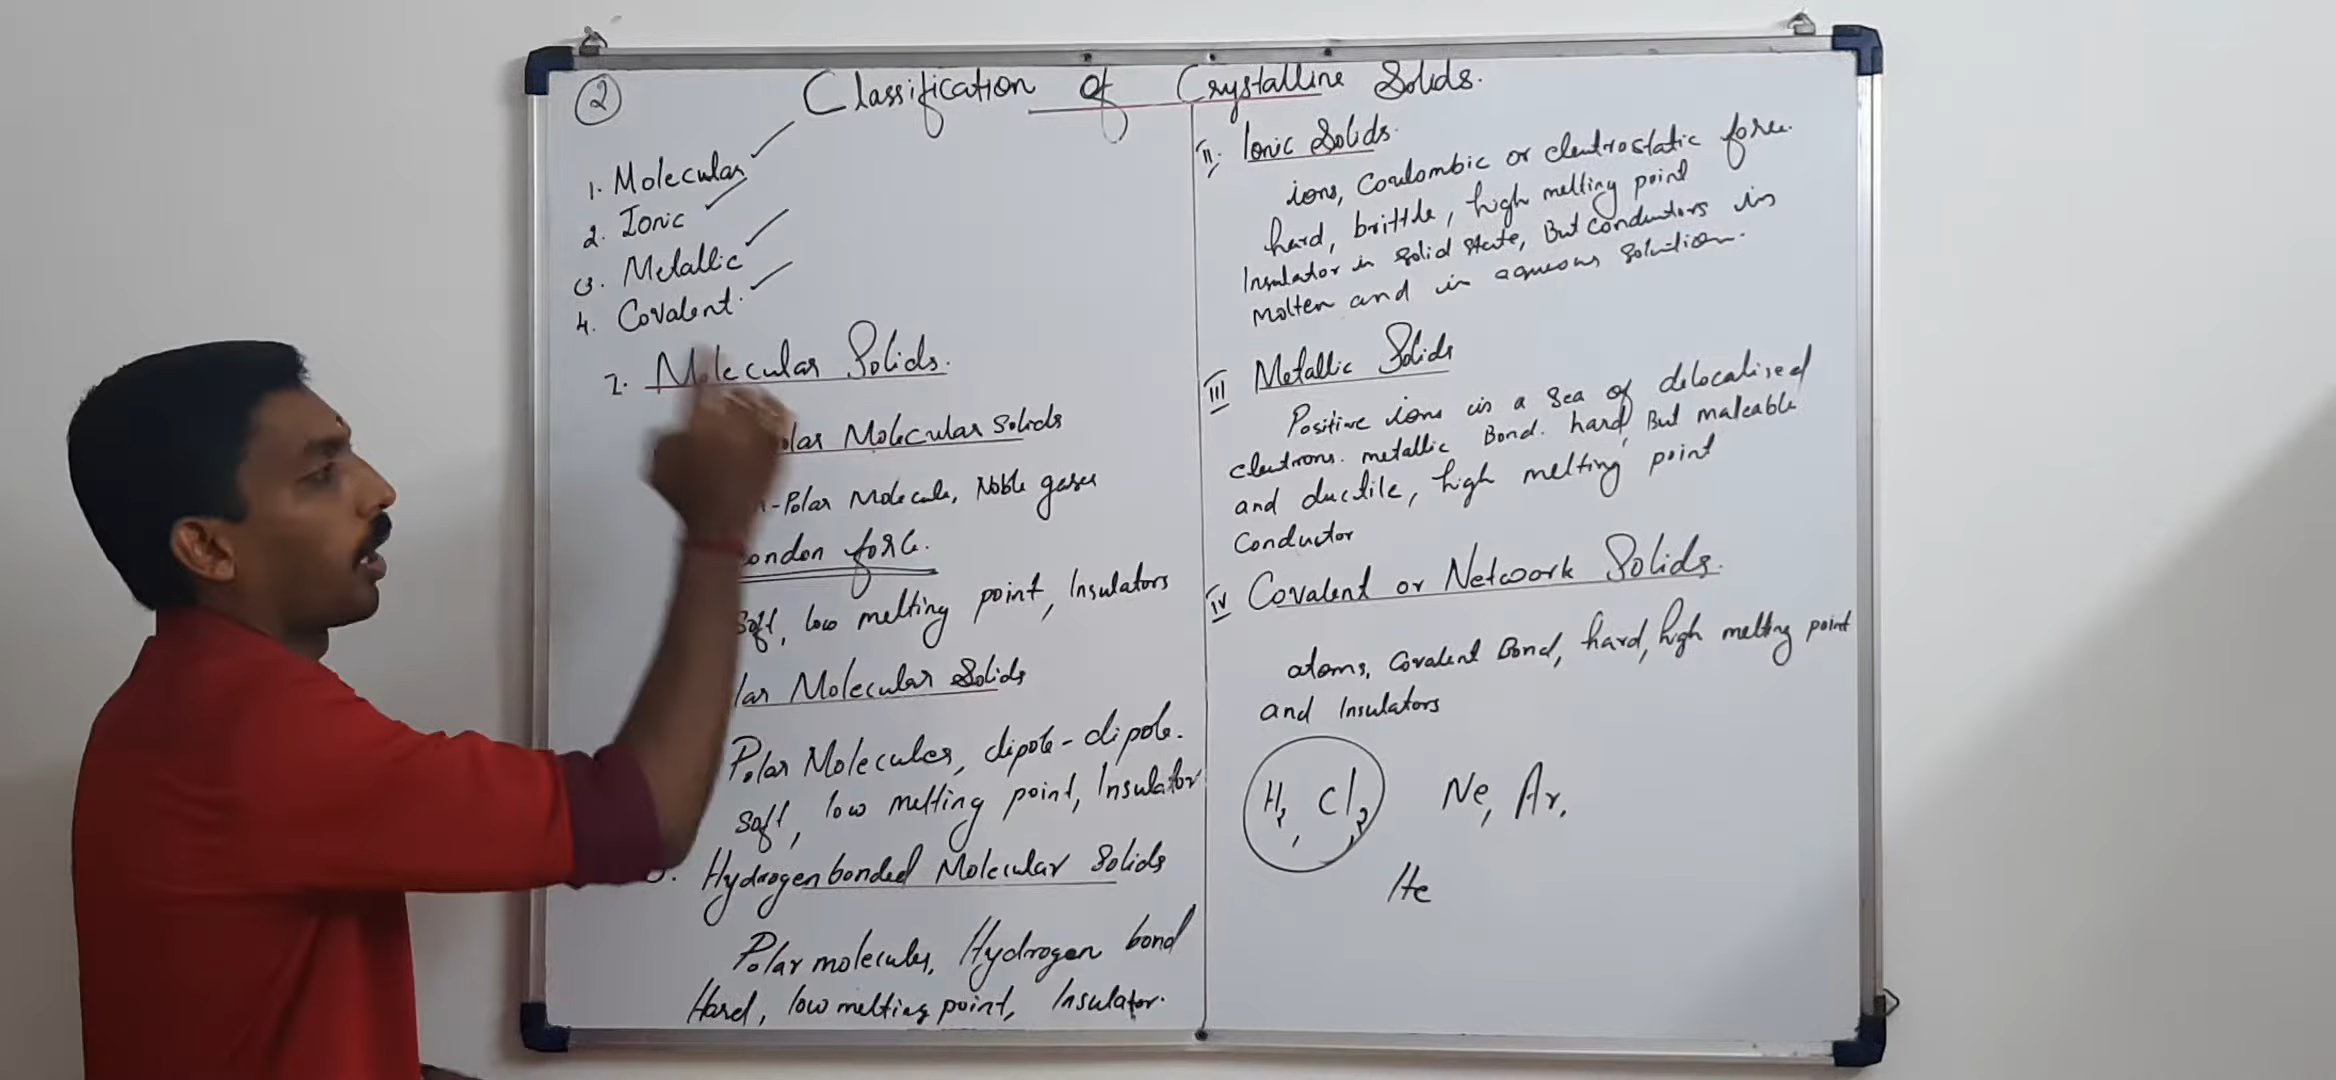 2
Classification of Crystalline Solids.
1. Molecular
2. Ionic
3. Metallic
4. Covalent.
Molecular Solids.
olar Molecular Solids
-Polar Molecule, Noble gases
ondon force.
Soft, low melting point, Insulators
lar Molecular Solids
Polar Molecules, dipole-dipole.
Soft, low melting point, Insulator
Hydrogen bonded Molecular Solids
Polar molecules, Hydrogen bond
Hard, low melting point, Insulator.
II. Ionic Solids.
ions, Coulombic or electrostatic force.
hard, brittle, high melting point
Insulator in solid state, But conductors in
molten and in aqueous solution.
III Metallic Solids
Positive ions in a sea of delocalised
electrons. metallic Bond. hard, But maleable
and ductile, high melting point
Conductor
IV Covalent or Network Solids.
atoms, Covalent Bond, hard, high melting point
and Insulators
H2, Cl2, Ne, Ar,
He